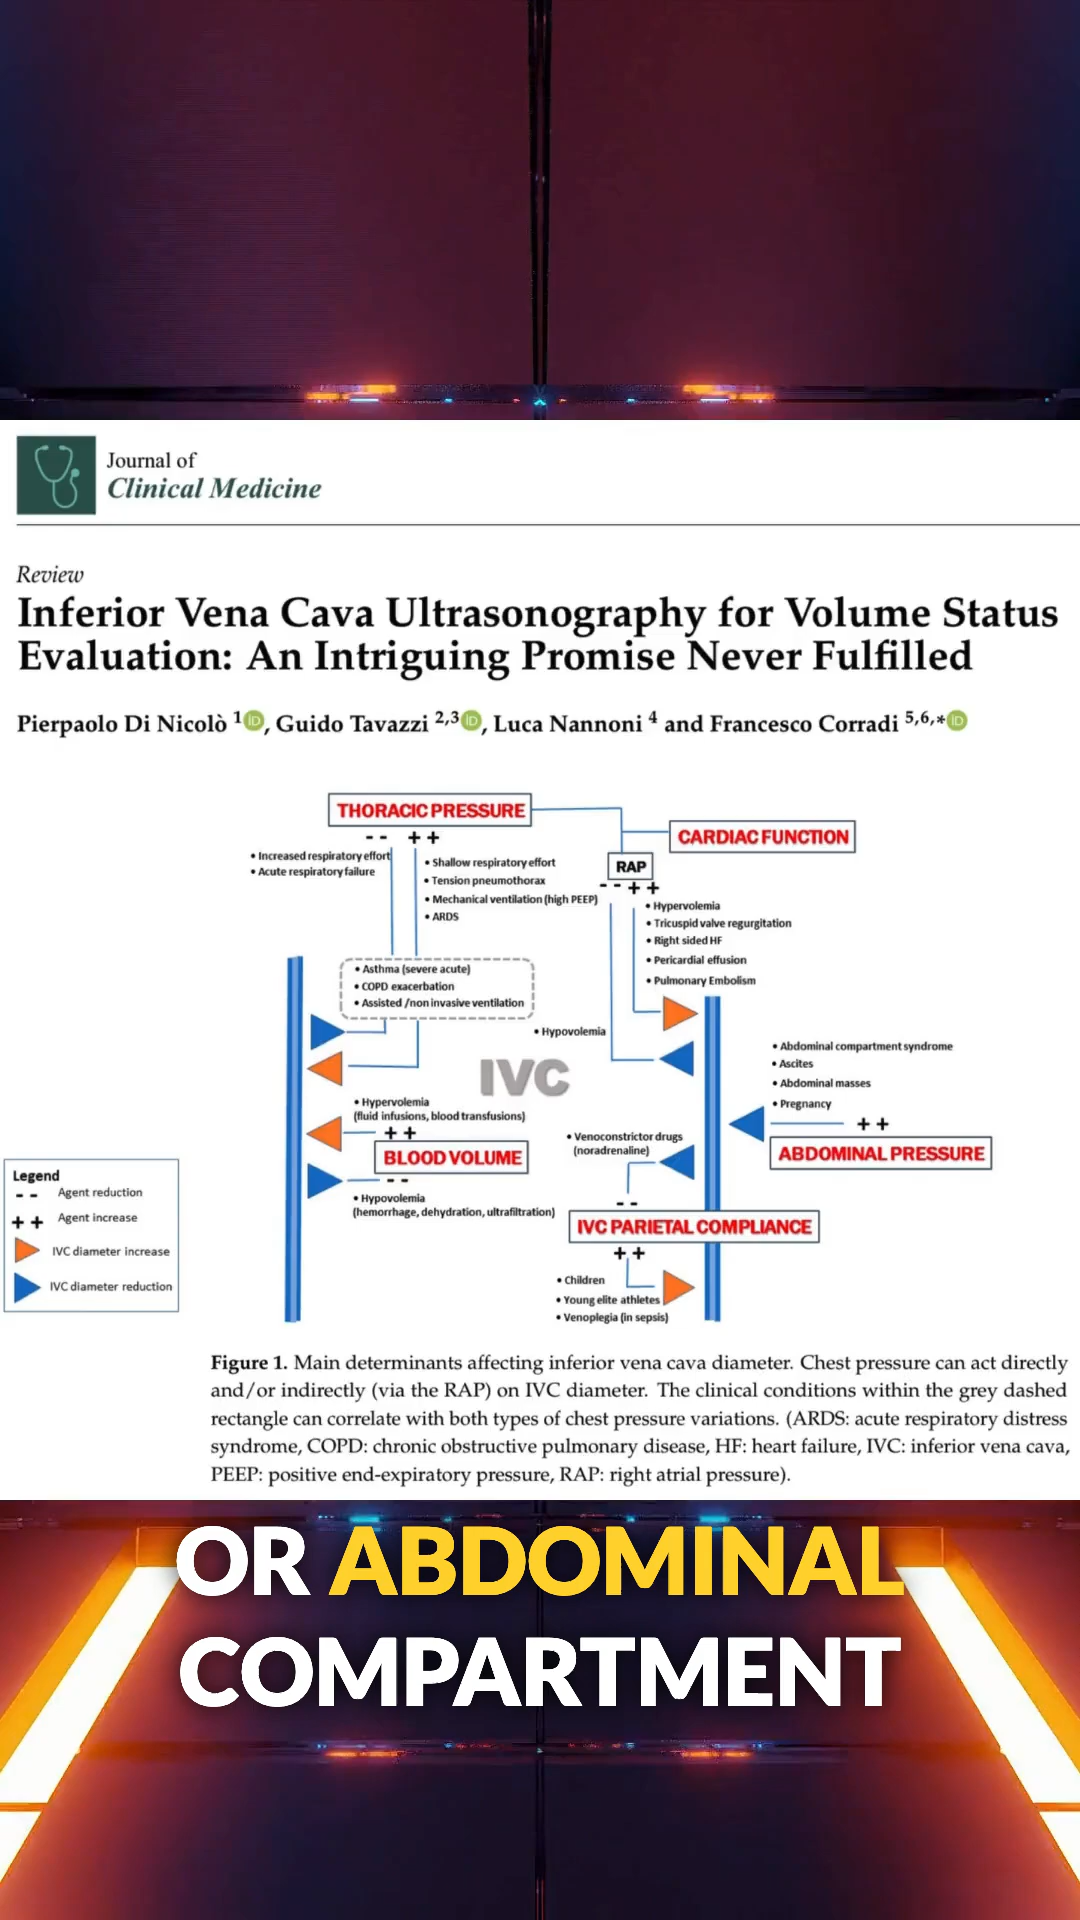 Journal of
Clinical Medicine
Review
Inferior Vena Cava Ultrasonography for Volume Status
Evaluation: An Intriguing Promise Never Fulfilled
Pierpaolo Di Nicolò 1 iD, Guido Tavazzi 2,3 iD, Luca Nannoni 4 and Francesco Corradi 5,6,* iD
THORACIC PRESSURE
- - ++
• Increased respiratory effort
• Acute respiratory failure
• Shallow respiratory effort
• Tension pneumothorax
• Mechanical ventilation (high PEEP)
• ARDS
CARDIAC FUNCTION
RAP
- - ++
• Hypervolemia
• Tricuspid valve regurgitation
• Right sided HF
• Pericardial effusion
• Pulmonary Embolism
• Asthma (severe acute)
• COPD exacerbation
• Assisted /non invasive ventilation
• Hypovolemia
IVC
• Abdominal compartment syndrome
• Ascites
• Abdominal masses
• Pregnancy
++
ABDOMINAL PRESSURE
• Hypervolemia
(fluid infusions, blood transfusions)
++
BLOOD VOLUME
- -
• Hypovolemia
(hemorrhage, dehydration, ultrafiltration)
• Venoconstrictor drugs
(noradrenaline)
- -
IVC PARIETAL COMPLIANCE
++
• Children
• Young elite athletes
• Venoplegia (in sepsis)
Legend
- - Agent reduction
++ Agent increase
IVC diameter increase
IVC diameter reduction
Figure 1. Main determinants affecting inferior vena cava diameter. Chest pressure can act directly
and/or indirectly (via the RAP) on IVC diameter. The clinical conditions within the grey dashed
rectangle can correlate with both types of chest pressure variations. (ARDS: acute respiratory distress
syndrome, COPD: chronic obstructive pulmonary disease, HF: heart failure, IVC: inferior vena cava,
PEEP: positive end-expiratory pressure, RAP: right atrial pressure).
OR ABDOMINAL
COMPARTMENT